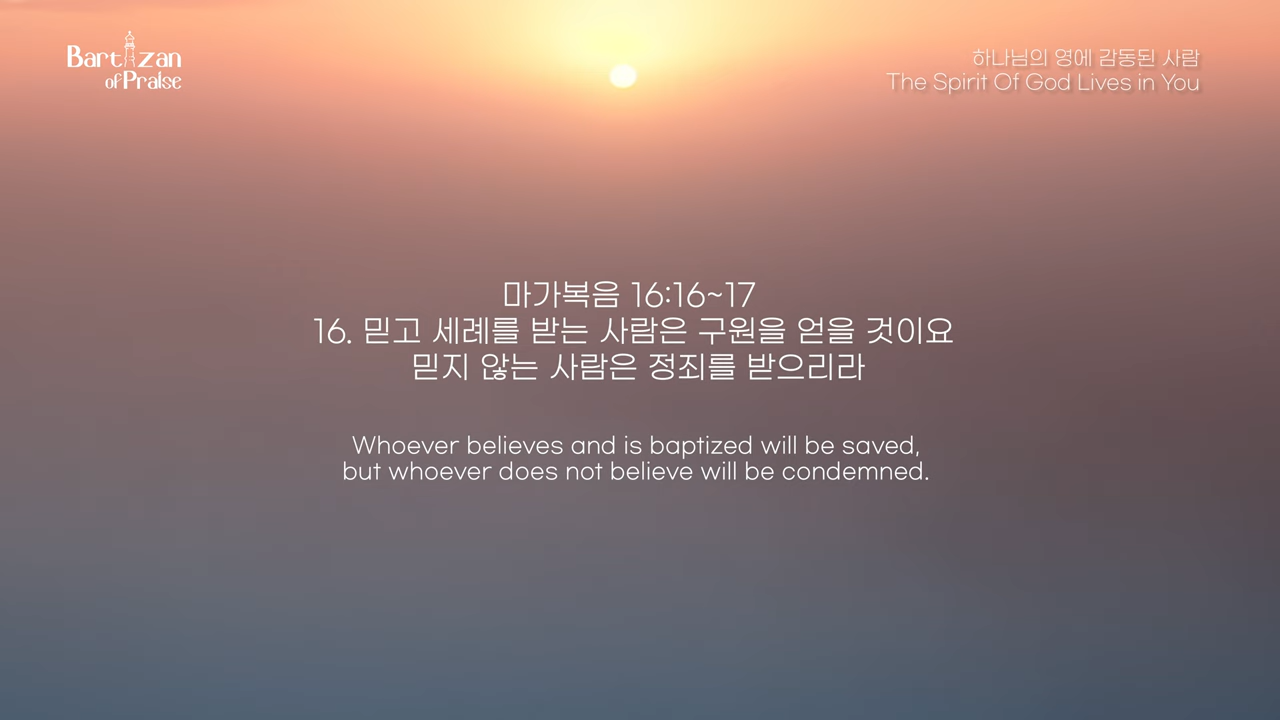 Bartizan
of Praise
하나님의 영에 감동된 사람
The Spirit Of God Lives in You
마가복음 16:16~17
16. 믿고 세례를 받는 사람은 구원을 얻을 것이요
믿지 않는 사람은 정죄를 받으리라
Whoever believes and is baptized will be saved,
but whoever does not believe will be condemned.